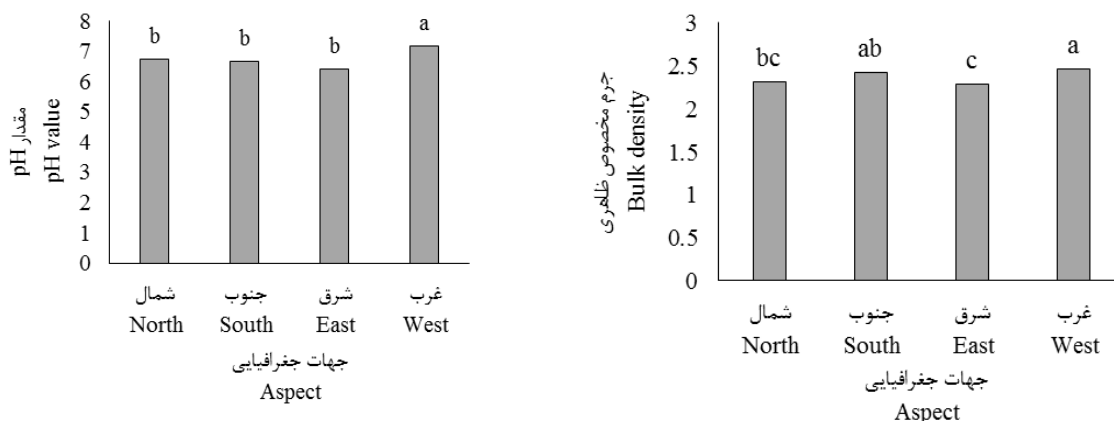 8
7
6
5
4
3
2
1
0
b
b
b
a
مقدار pH
pH value
شمال
جنوب
شرق
غرب
North
South
East
West
جهات جغرافیایی
Aspect
3
2.5
2
1.5
1
0.5
0
bc
ab
c
a
جرم مخصوص ظاهری
Bulk density
شمال
جنوب
شرق
غرب
North
South
East
West
جهات جغرافیایی
Aspect